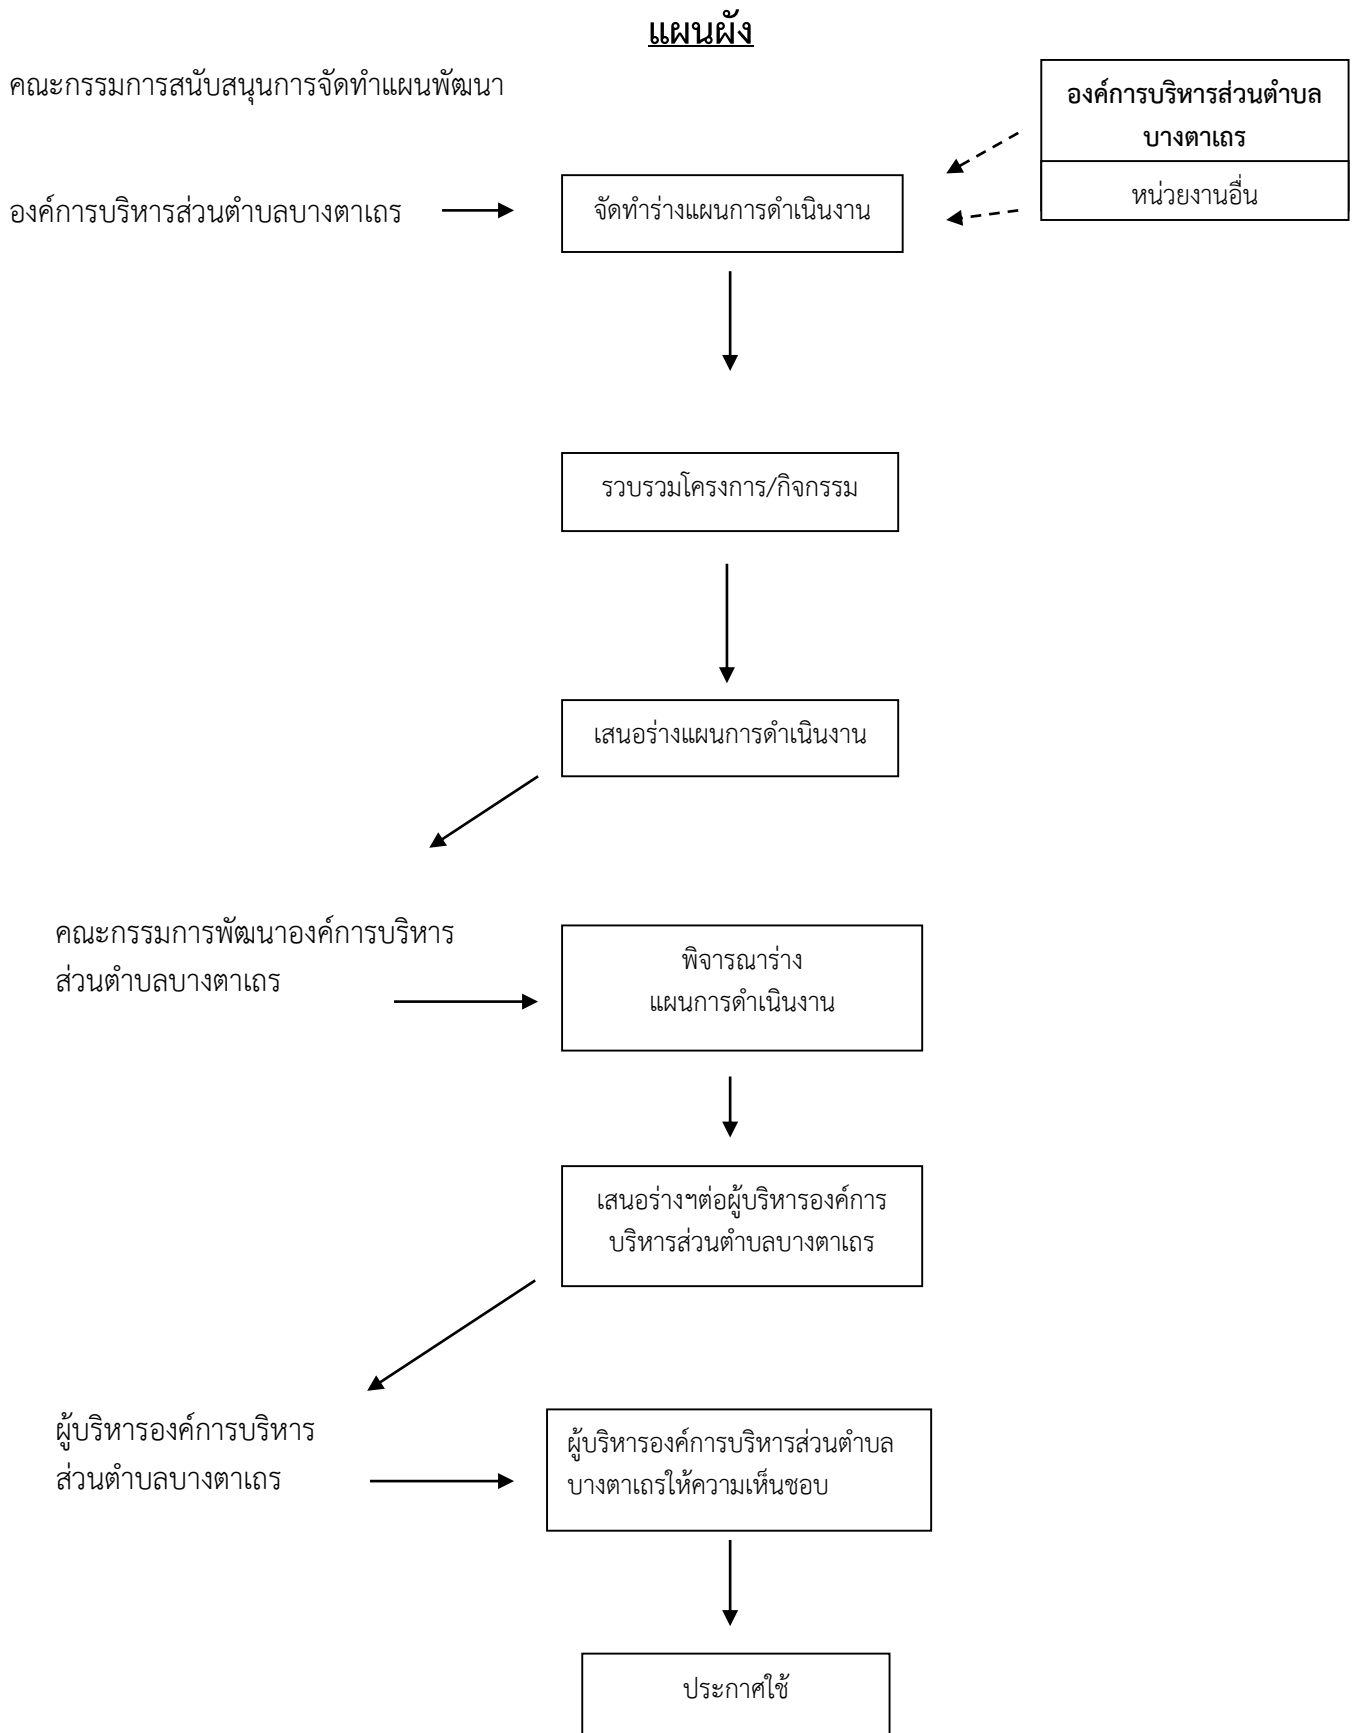 แผนผัง
คณะกรรมการสนับสนุนการจัดทำแผนพัฒนา
องค์การบริหารส่วนตำบลบางตาเถร
จัดทำร่างแผนการดำเนินงาน
องค์การบริหารส่วนตำบล
บางตาเถร
หน่วยงานอื่น
รวบรวมโครงการ/กิจกรรม
เสนอร่างแผนการดำเนินงาน
คณะกรรมการพัฒนาองค์การบริหาร
ส่วนตำบลบางตาเถร
พิจารณาร่าง
แผนการดำเนินงาน
เสนอร่างฯต่อผู้บริหารองค์การ
บริหารส่วนตำบลบางตาเถร
ผู้บริหารองค์การบริหาร
ส่วนตำบลบางตาเถร
ผู้บริหารองค์การบริหารส่วนตำบล
บางตาเถรให้ความเห็นชอบ
ประกาศใช้